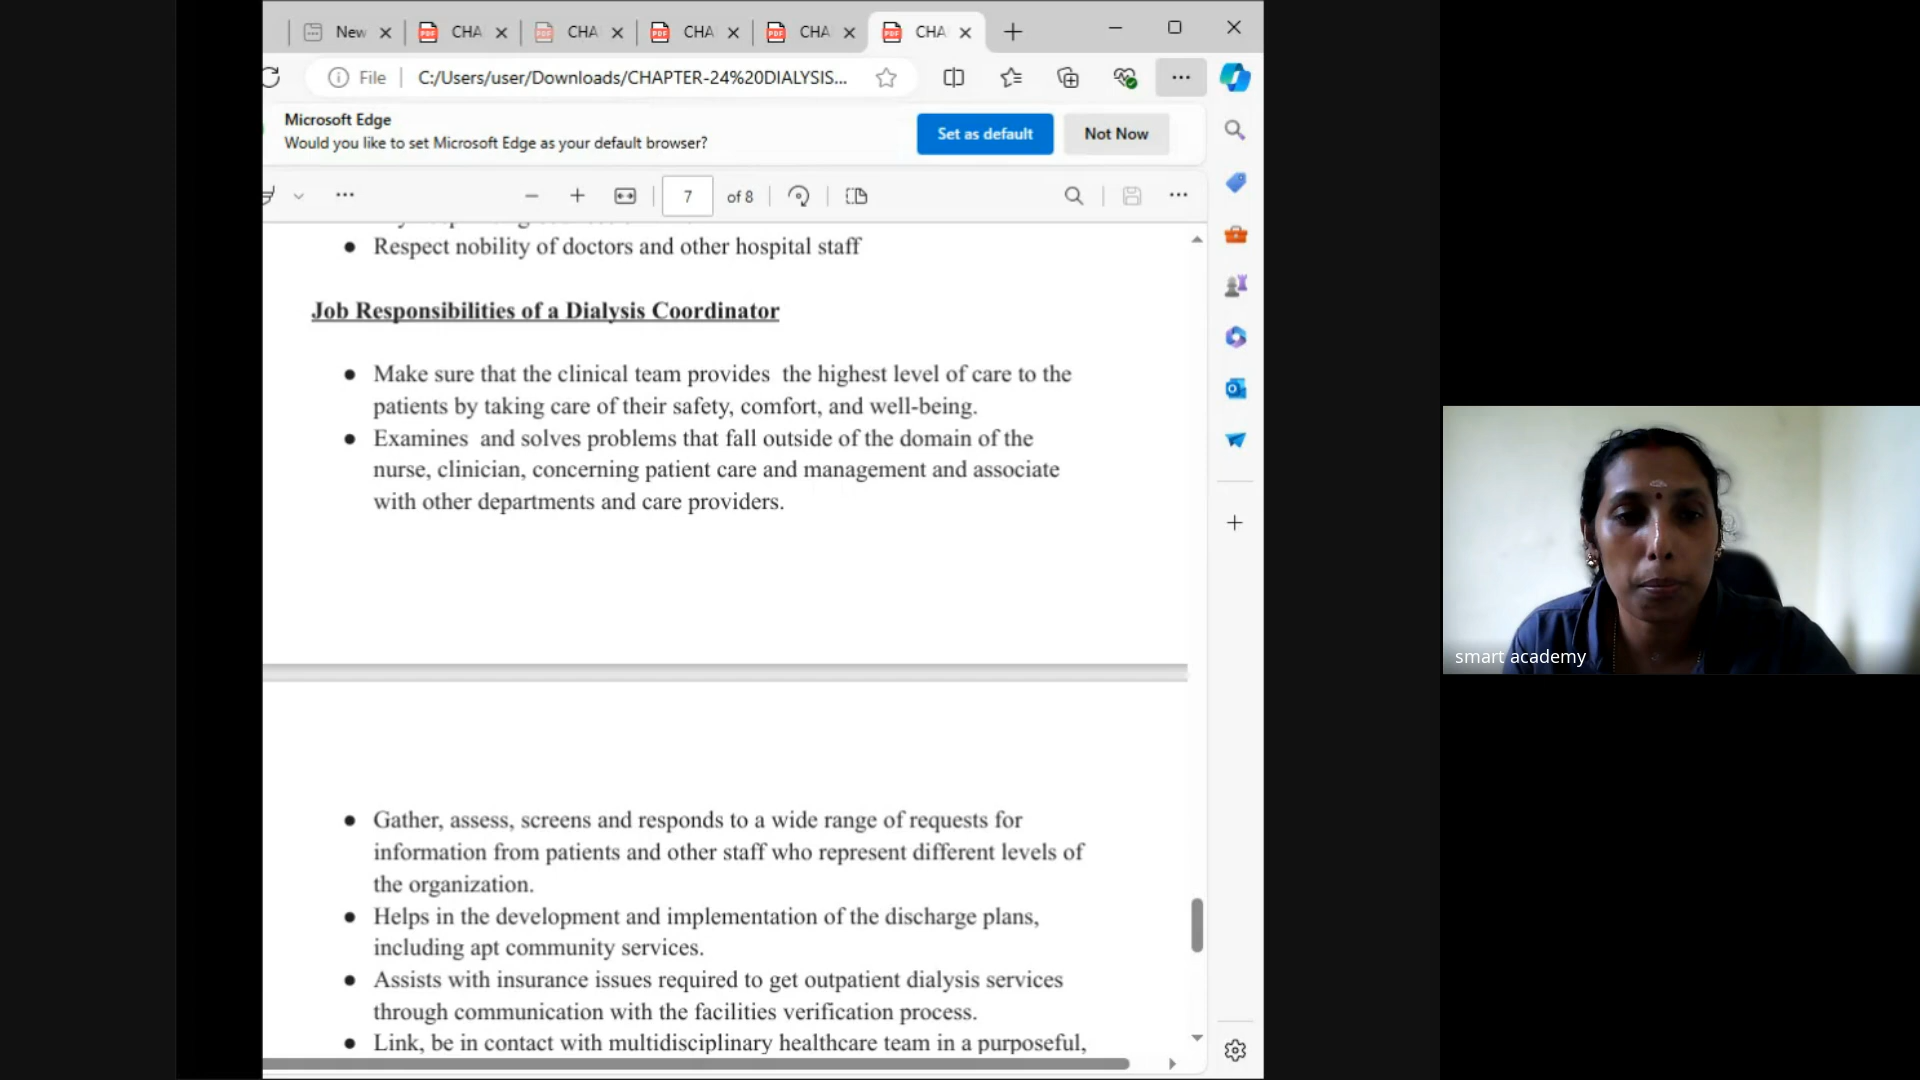 New
CHA
CHA
CHA
CHA
CHA
File
C:/Users/user/Downloads/CHAPTER-24%20DIALYSIS...
Microsoft Edge
Would you like to set Microsoft Edge as your default browser?
Set as default
Not Now
7
of 8
● Respect nobility of doctors and other hospital staff
Job Responsibilities of a Dialysis Coordinator
● Make sure that the clinical team provides  the highest level of care to the
patients by taking care of their safety, comfort, and well-being.
● Examines  and solves problems that fall outside of the domain of the
nurse, clinician, concerning patient care and management and associate
with other departments and care providers.
● Gather, assess, screens and responds to a wide range of requests for
information from patients and other staff who represent different levels of
the organization.
● Helps in the development and implementation of the discharge plans,
including apt community services.
● Assists with insurance issues required to get outpatient dialysis services
through communication with the facilities verification process.
● Link, be in contact with multidisciplinary healthcare team in a purposeful,
smart academy